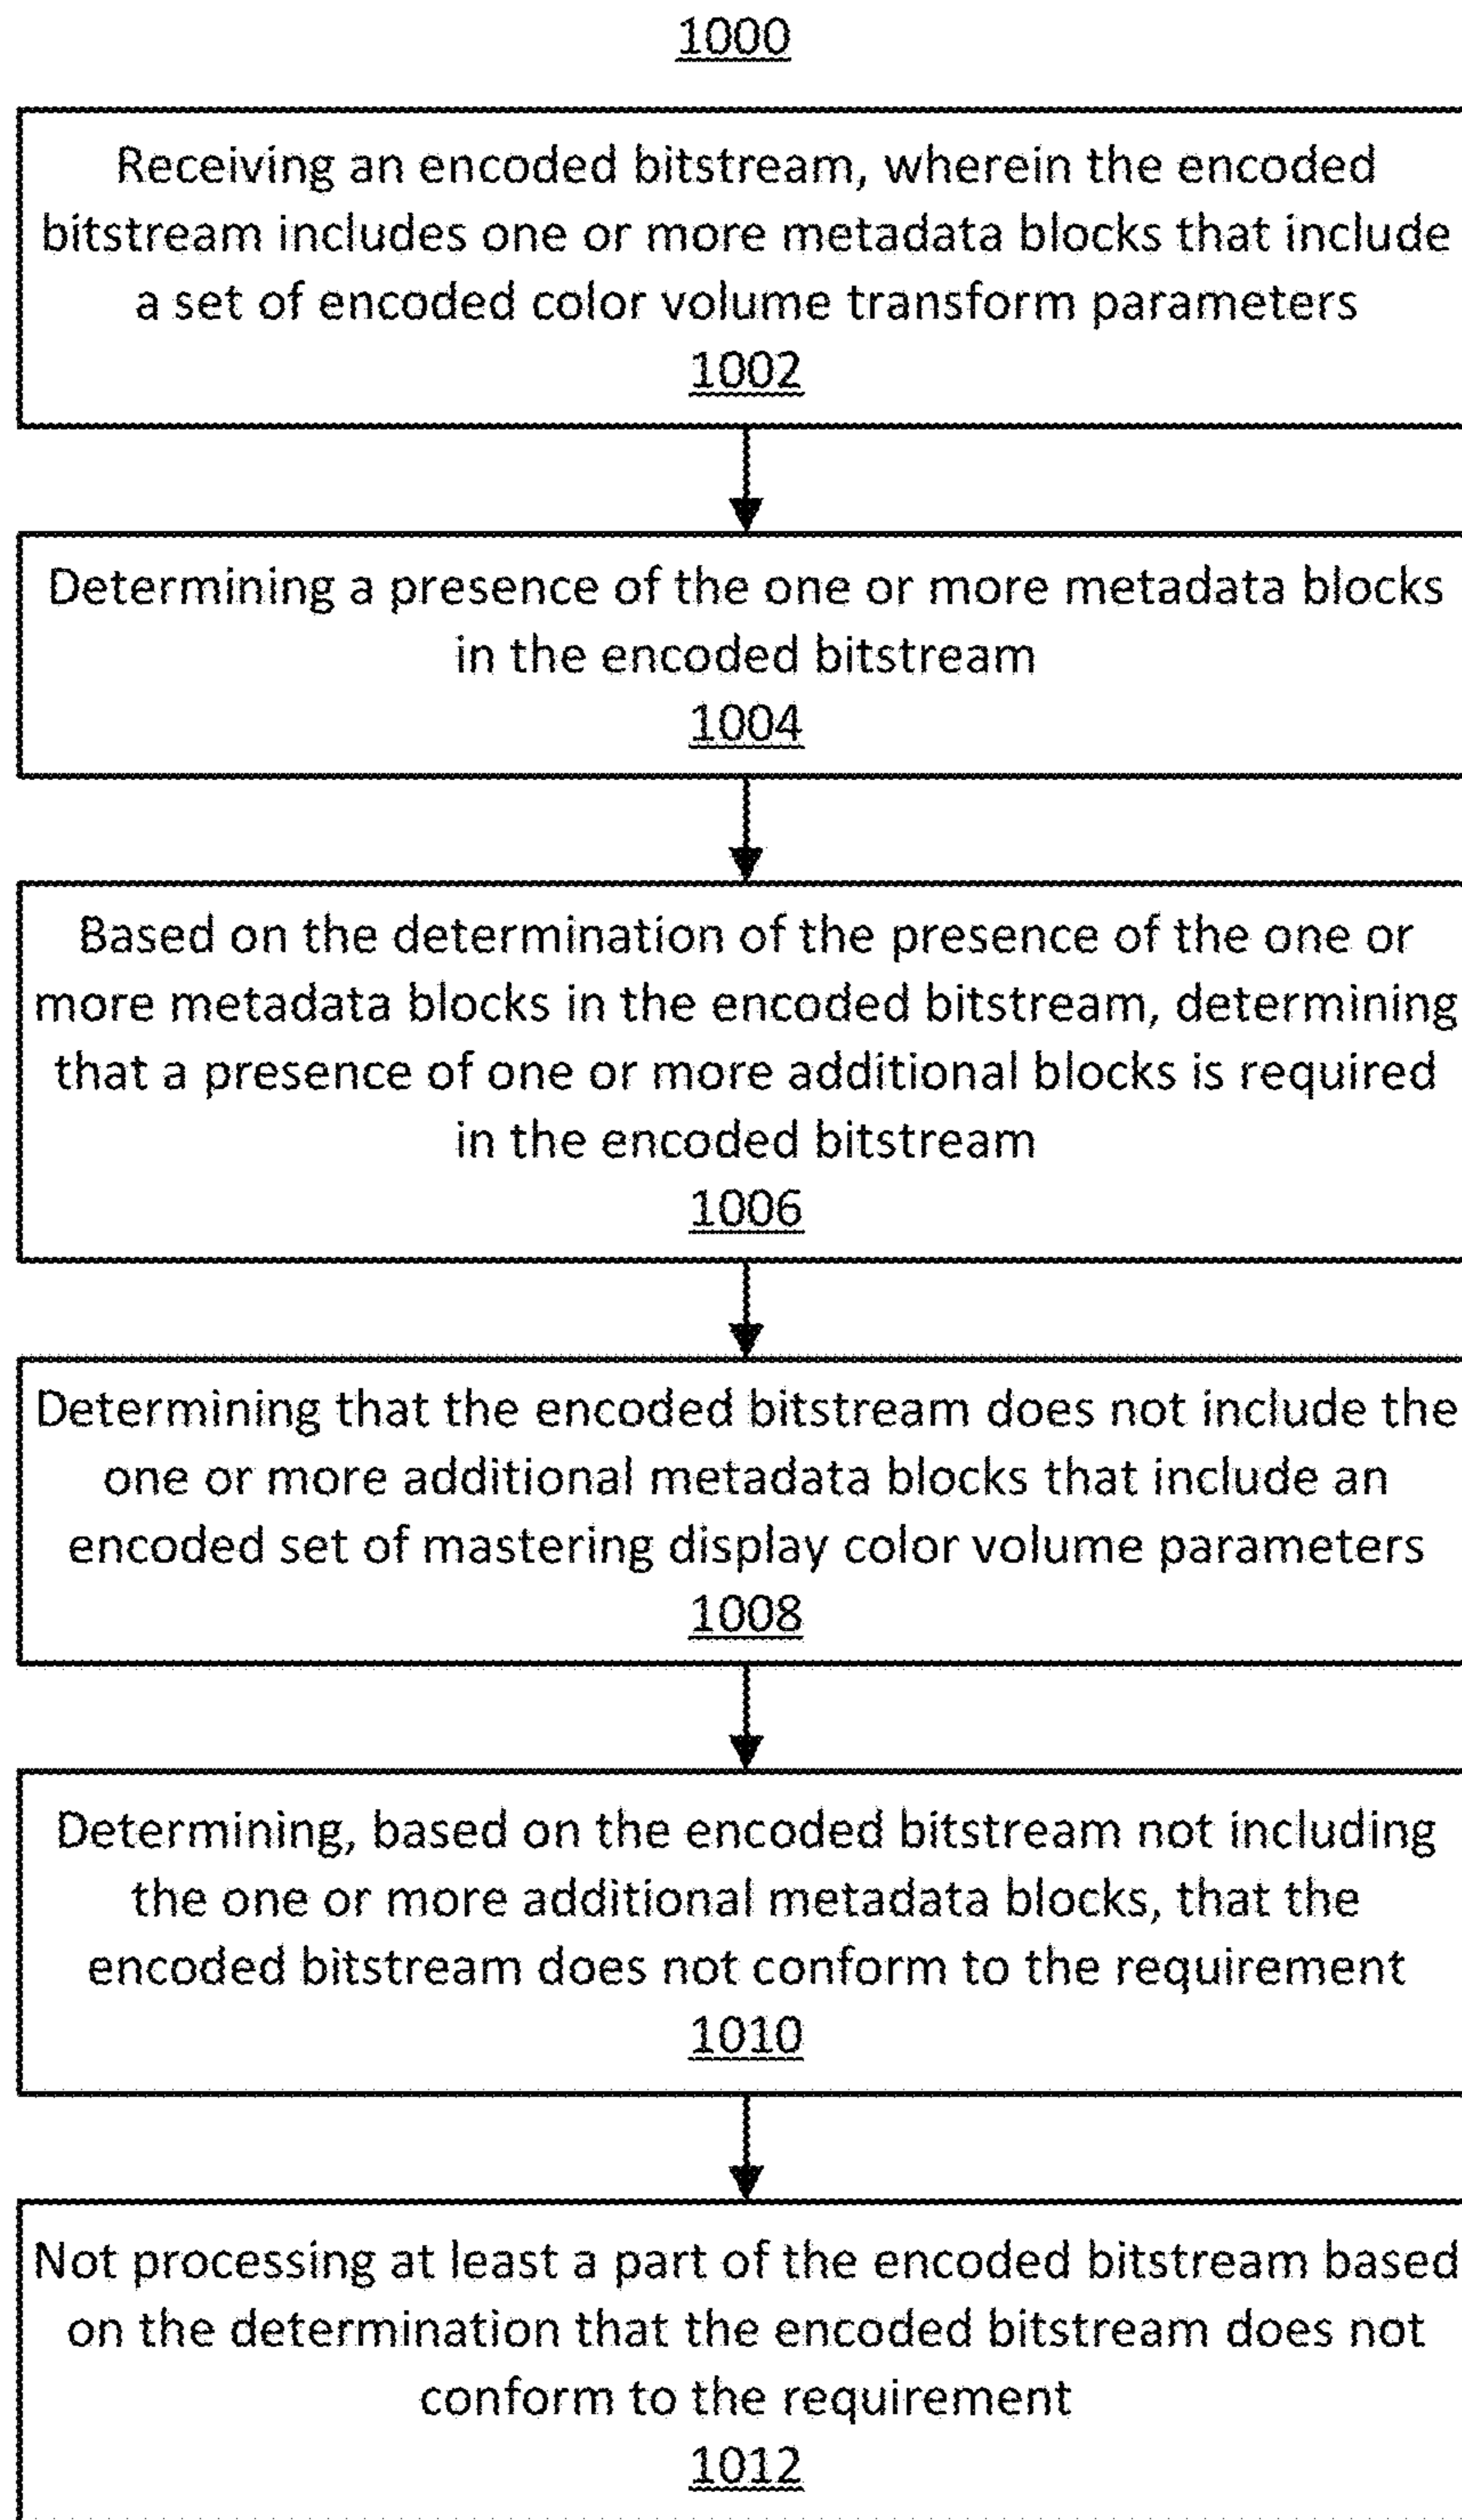 1000
Receiving an encoded bitstream, wherein the encoded
bitstream includes one or more metadata blocks that include
a set of encoded color volume transform parameters
1002
Determining a presence of the one or more metadata blocks
in the encoded bitstream
1004
Based on the determination of the presence of the one or
more metadata blocks in the encoded bitstream, determining
that a presence of one or more additional blocks is required
in the encoded bitstream
1006
Determining that the encoded bitstream does not include the
one or more additional metadata blocks that include an
encoded set of mastering display color volume parameters
1008
Determining, based on the encoded bitstream not including
the one or more additional metadata blocks, that the
encoded bitstream does not conform to the requirement
1010
Not processing at least a part of the encoded bitstream based
on the determination that the encoded bitstream does not
conform to the requirement
1012